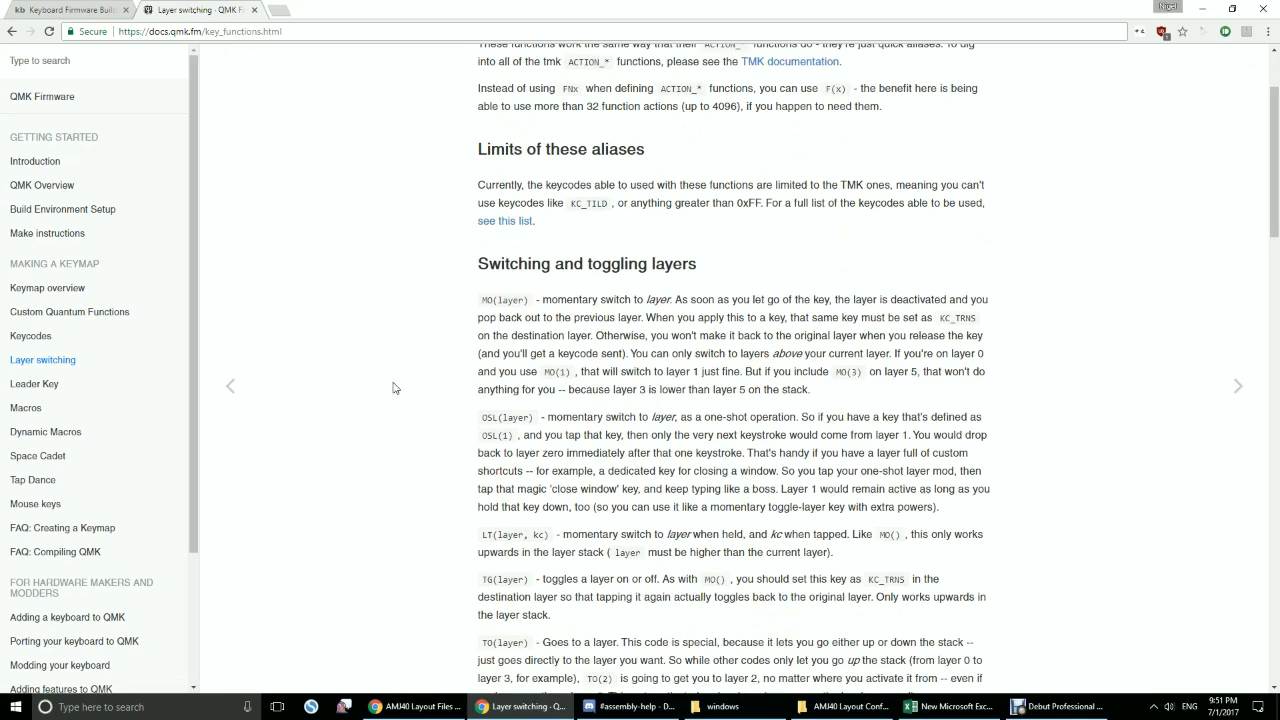 kb Keyboard Firmware Buil
Layer switching · QMK F
Nigel
Secure https://docs.qmk.fm/key_functions.html
Type to search
QMK Firmware
GETTING STARTED
Introduction
QMK Overview
Build Environment Setup
Make instructions
MAKING A KEYMAP
Keymap overview
Custom Quantum Functions
Keycodes
Layer switching
Leader Key
Macros
Dynamic Macros
Space Cadet
Tap Dance
Mouse keys
FAQ: Creating a Keymap
FAQ: Compiling QMK
FOR HARDWARE MAKERS AND
MODDERS
Adding a keyboard to QMK
Porting your keyboard to QMK
Modding your keyboard
Adding features to QMK
These functions work the same way that their ACTION_* functions do - they're just quick aliases. To dig
into all of the tmk ACTION_* functions, please see the TMK documentation.
Instead of using FNx when defining ACTION_* functions, you can use F(x) - the benefit here is being
able to use more than 32 function actions (up to 4096), if you happen to need them.
Limits of these aliases
Currently, the keycodes able to used with these functions are limited to the TMK ones, meaning you can't
use keycodes like KC_TILD , or anything greater than 0xFF. For a full list of the keycodes able to be used,
see this list.
Switching and toggling layers
MO(layer) - momentary switch to layer. As soon as you let go of the key, the layer is deactivated and you
pop back out to the previous layer. When you apply this to a key, that same key must be set as KC_TRNS
on the destination layer. Otherwise, you won't make it back to the original layer when you release the key
(and you'll get a keycode sent). You can only switch to layers above your current layer. If you're on layer 0
and you use MO(1) , that will switch to layer 1 just fine. But if you include MO(3) on layer 5, that won't do
anything for you -- because layer 3 is lower than layer 5 on the stack.
OSL(layer) - momentary switch to layer, as a one-shot operation. So if you have a key that's defined as
OSL(1) , and you tap that key, then only the very next keystroke would come from layer 1. You would drop
back to layer zero immediately after that one keystroke. That's handy if you have a layer full of custom
shortcuts -- for example, a dedicated key for closing a window. So you tap your one-shot layer mod, then
tap that magic 'close window' key, and keep typing like a boss. Layer 1 would remain active as long as you
hold that key down, too (so you can use it like a momentary toggle-layer key with extra powers).
LT(layer, kc) - momentary switch to layer when held, and kc when tapped. Like MO() , this only works
upwards in the layer stack ( layer must be higher than the current layer).
TG(layer) - toggles a layer on or off. As with MO() , you should set this key as KC_TRNS in the
destination layer so that tapping it again actually toggles back to the original layer. Only works upwards in
the layer stack.
TO(layer) - Goes to a layer. This code is special, because it lets you go either up or down the stack --
just goes directly to the layer you want. So while other codes only let you go up the stack (from layer 0 to
layer 3, for example), TO(2) is going to get you to layer 2, no matter where you activate it from -- even if
Type here to search
AMJ40 Layout Files ...
Layer switching - Q...
#assembly-help - D...
windows
AMJ40 Layout Conf...
New Microsoft Exc...
Debut Professional ...
ENG
9:51 PM
7/1/2017